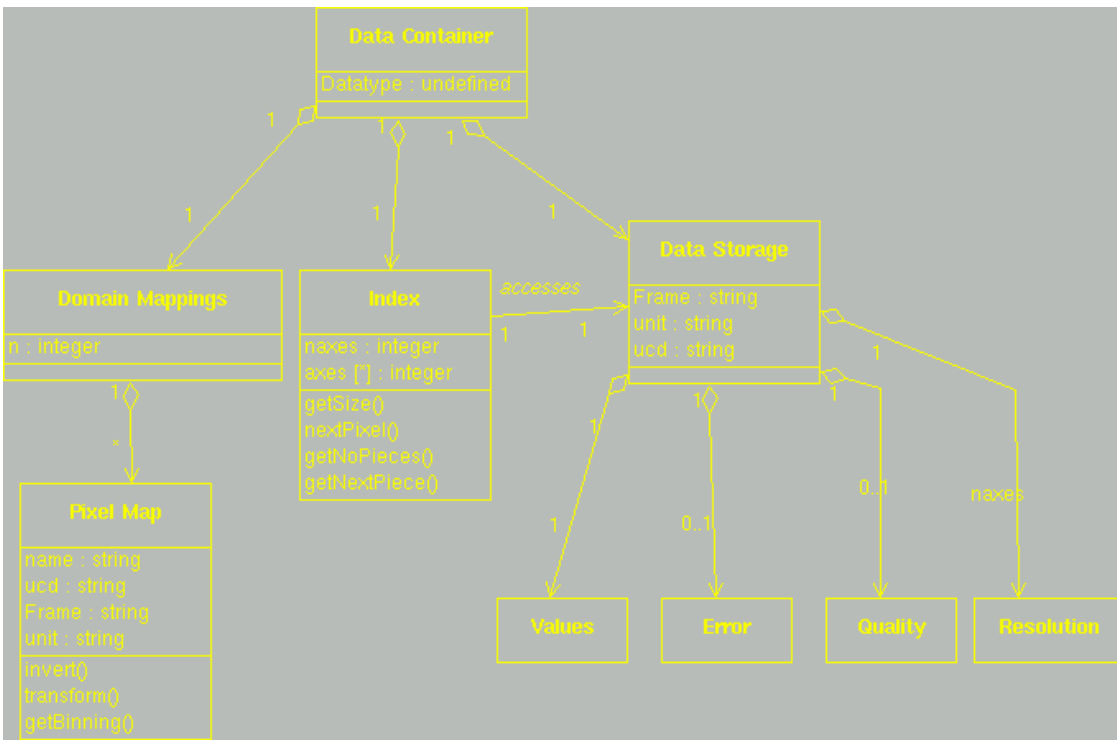 Data Container
Datatype : undefined
1
1
1
1
1
1
Domain Mappings
n : integer
1
*
Index
naxes : integer
axes [*] : integer
getSize()
nextPixel()
getNoPieces()
getNextPiece()
accesses
1
1
Data Storage
Frame : string
unit : string
ucd : string
1
1
1
1
1
0..1
0..1
naxes
Pixel Map
name : string
ucd : string
Frame : string
unit : string
invert()
transform()
getBinning()
Values
Error
Quality
Resolution